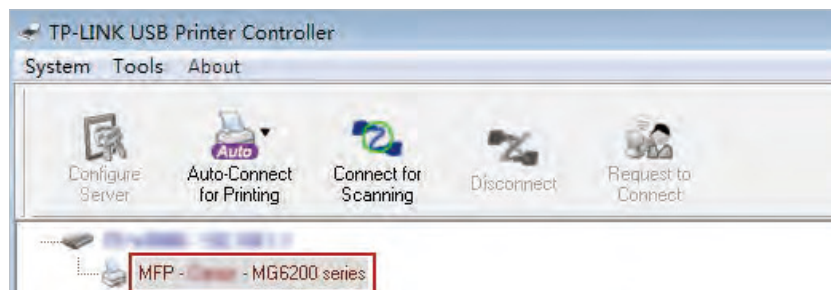 TP-LINK USB Printer Controller
System Tools About
Auto
Configure Server
Auto-Connect for Printing
Connect for Scanning
Disconnect
Request to Connect
MFP - - MG6200 series